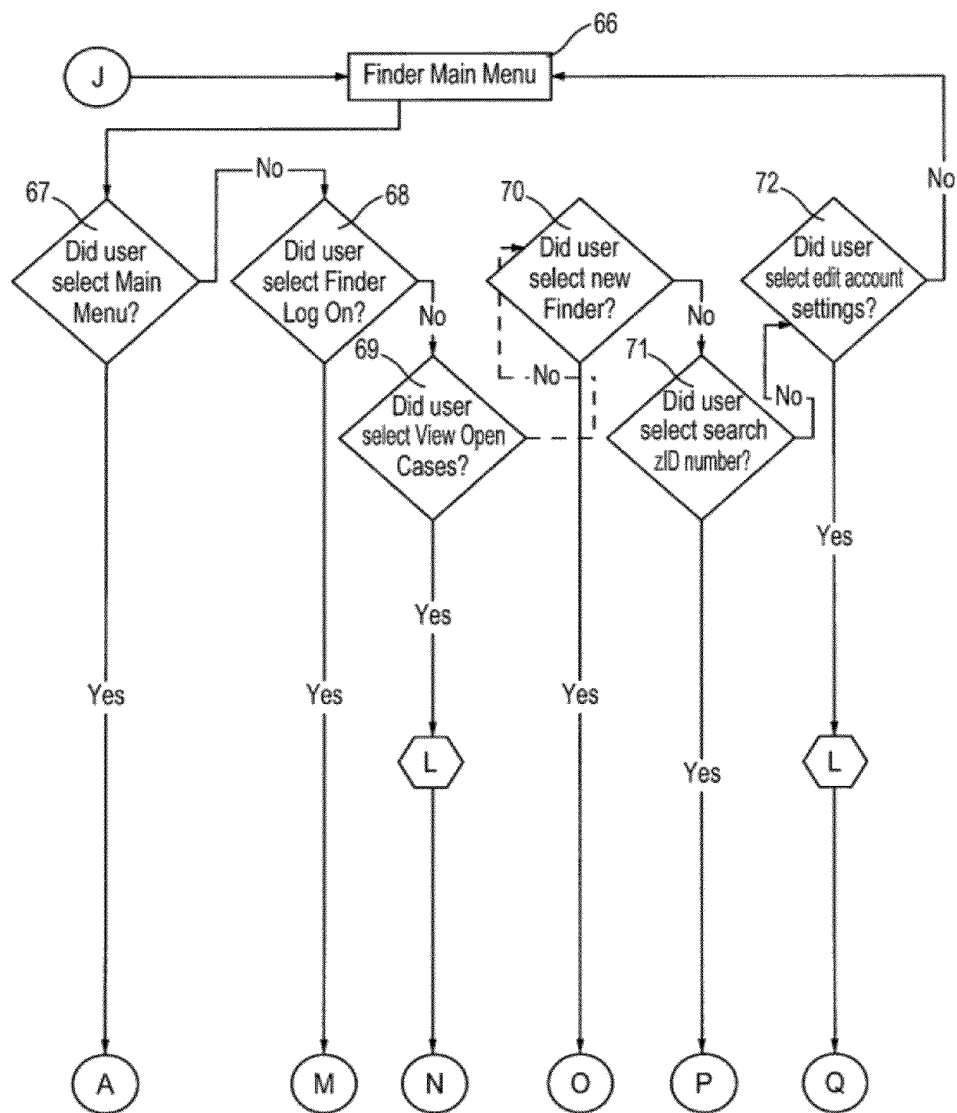 66
J
Finder Main Menu
No
No
67
68
70
72
Did user
select Main
Menu?
Did user
select Finder
Log On?
Did user
select new
Finder?
Did user
select edit account
settings?
No
No
69
71
No
No
Did user
select View Open
Cases?
Did user
select search
zID number?
Yes
Yes
Yes
Yes
Yes
L
L
Yes
A
M
N
O
P
Q